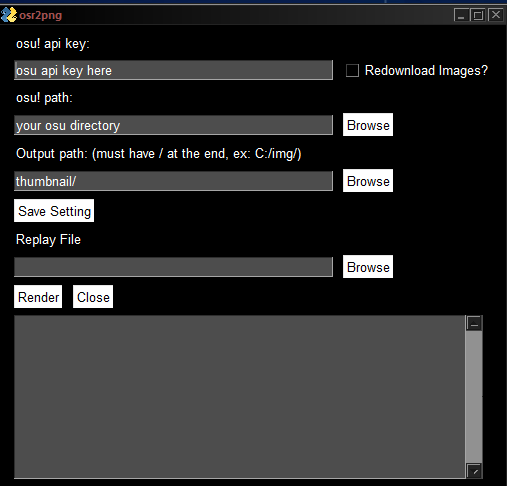 osr2png
osu! api key:
osu api key here
Redownload Images?
osu! path:
your osu directory
Browse
Output path: (must have / at the end, ex: C:/img/)
thumbnail/
Browse
Save Setting
Replay File
Browse
Render
Close